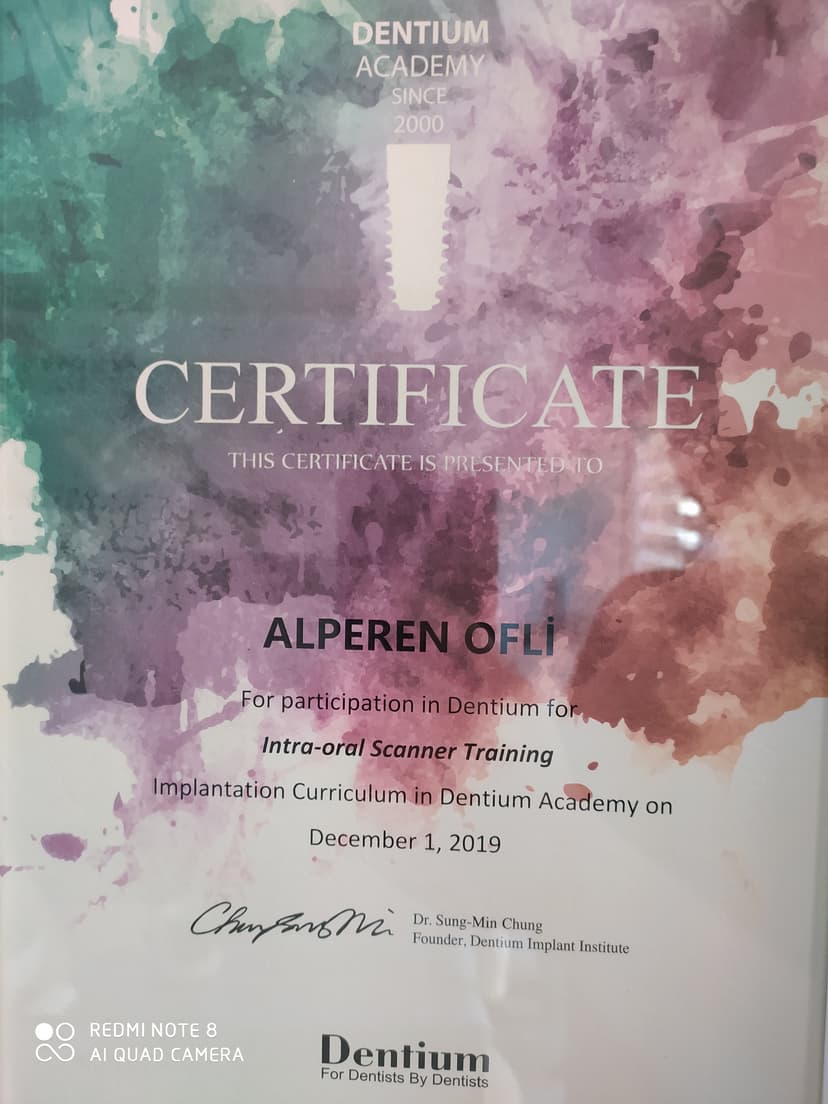 DENTIUM
ACADEMY
SINCE
2000
CERTIFICATE
THIS CERTIFICATE IS PRESENTED TO
ALPEREN OFLİ
For participation in Dentium for
Intra-oral Scanner Training
Implantation Curriculum in Dentium Academy on
December 1, 2019
Dr. Sung-Min Chung
Founder, Dentium Implant Institute
REDMI NOTE 8
AI QUAD CAMERA
Dentium
For Dentists By Dentists